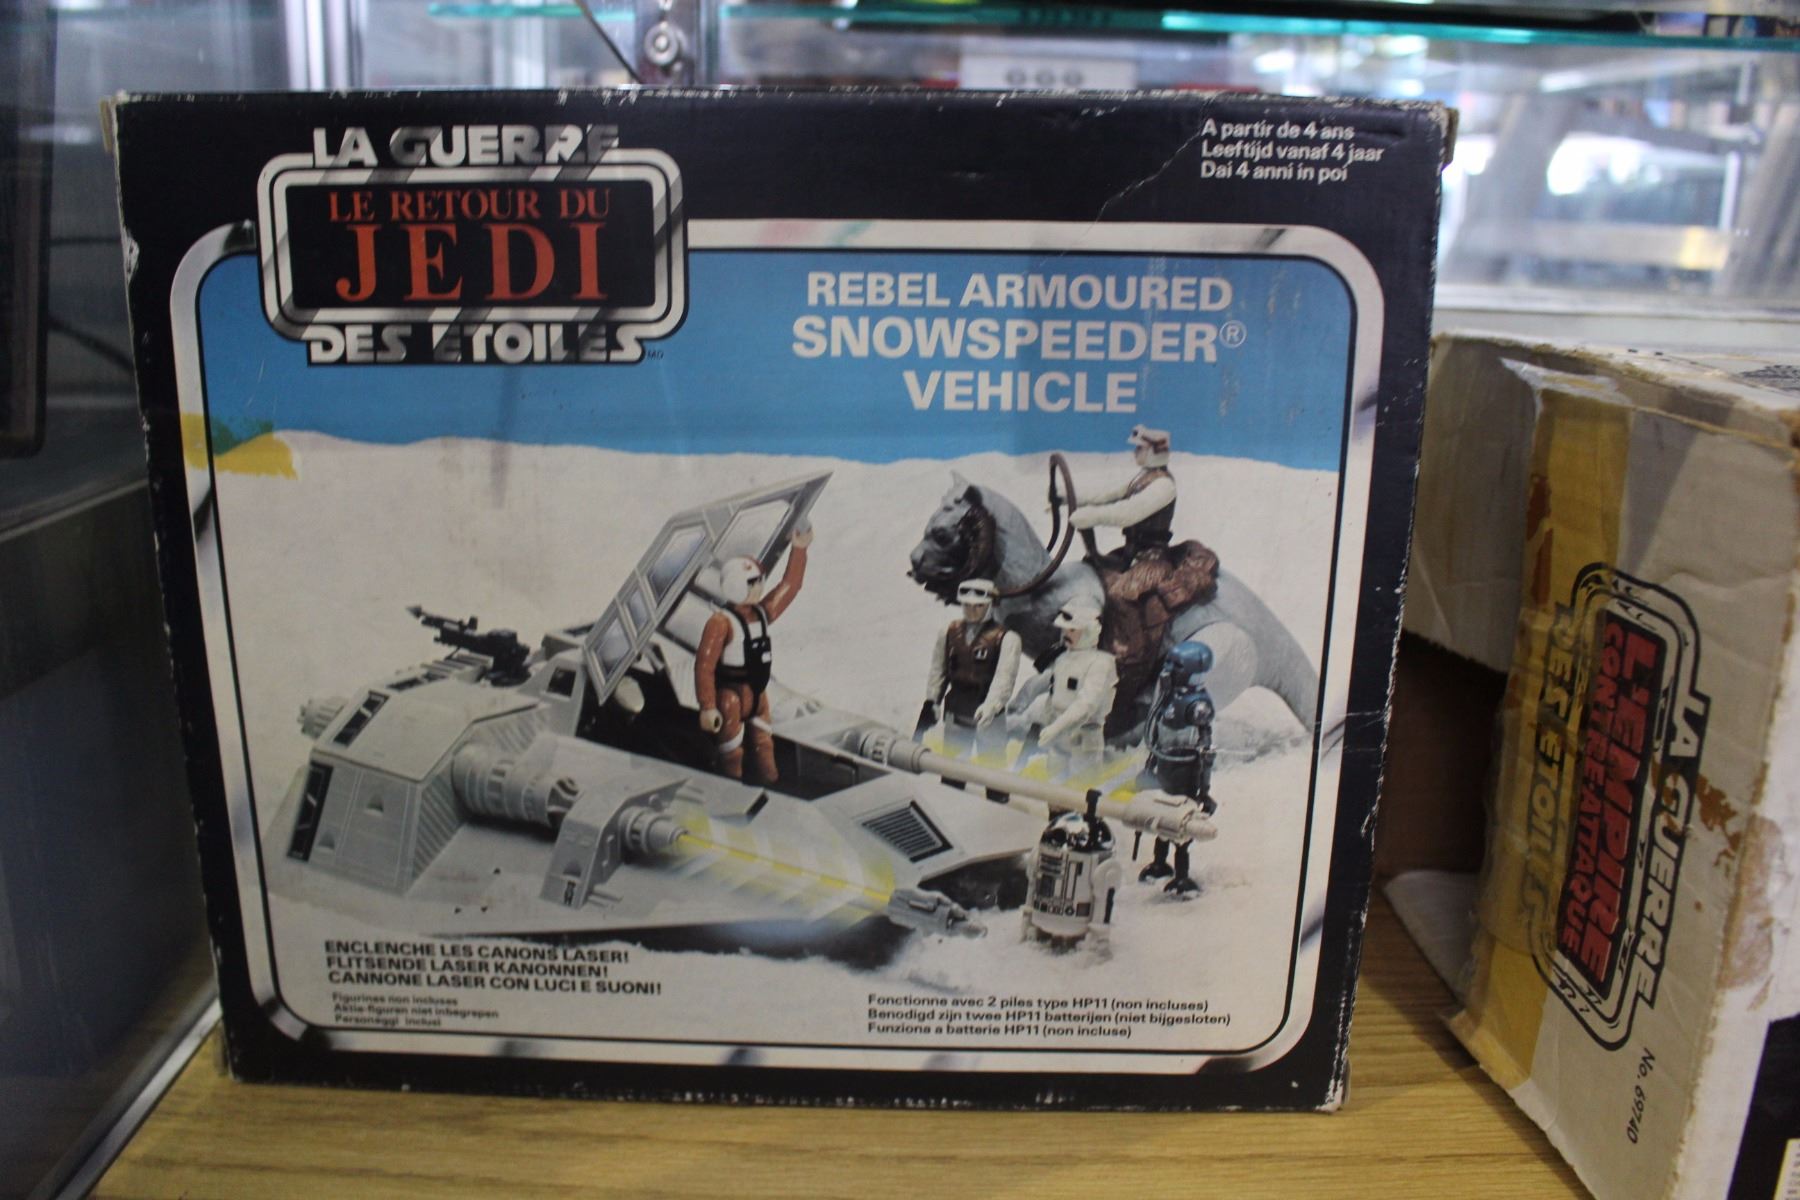 LA GUERRE
LE RETOUR DU
JEDI
DES ETOILES
MD
A partir de 4 ans
Leeftijd vanaf 4 jaar
Dai 4 anni in poi
REBEL ARMOURED
SNOWSPEEDER®
VEHICLE
ENCLENCHE LES CANONS LASER!
FLITSENDE LASER KANONNEN!
CANNONE LASER CON LUCI E SUONI!
Figurines non incluses
Aktie-figuren niet inbegrepen
Personaggi inclusi
Fonctionne avec 2 piles type HP11 (non incluses)
Benodigd zijn twee HP11 batterijen (niet bijgesloten)
Funziona a batterie HP11 (non incluse)
LA GUERRE
L'EMPIRE
CONTRE-ATTAQUE
DES ETOILES
No. 69740